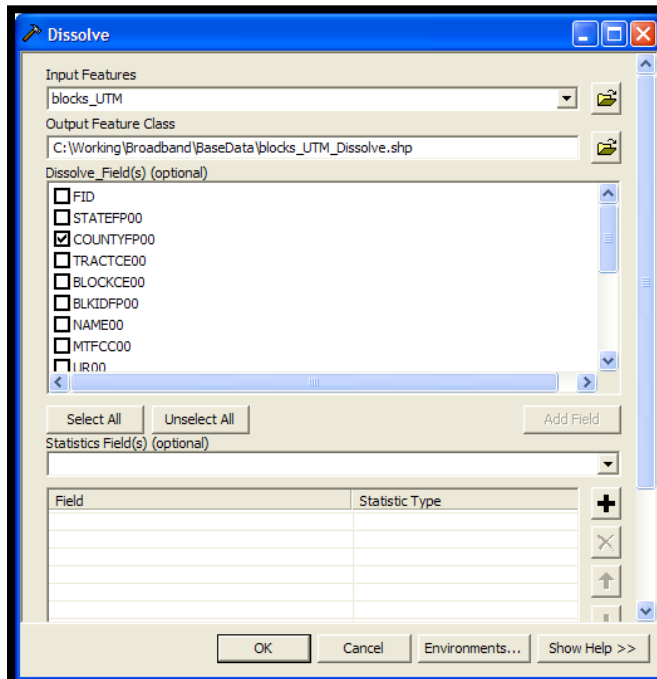 Dissolve
Input Features
blocks_UTM
Output Feature Class
C:\Working\Broadband\BaseData\blocks_UTM_Dissolve.shp
Dissolve_Field(s) (optional)
FID
STATEFP00
COUNTYFP00
TRACTCE00
BLOCKCE00
BLKIDFP00
NAME00
MTFCC00
UR00
Select All Unselect All Add Field
Statistics Field(s) (optional)
Field Statistic Type
OK Cancel Environments... Show Help >>